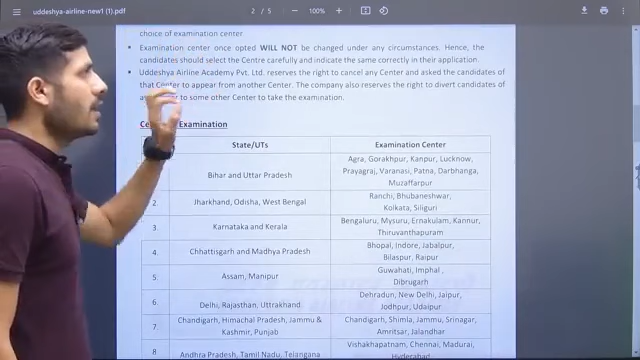 uddeshya-airline-new1 (1).pdf
2 / 5
100%
choice of examination center
Examination center once opted WILL NOT be changed under any circumstances. Hence, the
candidates should select the Centre carefully and indicate the same correctly in their application.
Uddeshya Airline Academy Pvt. Ltd. reserves the right to cancel any Center and asked the candidates of
that Center to appear from another Center. The company also reserves the right to divert candidates of
to some other Center to take the examination.
Examination
State/UTs Examination Center
Bihar and Uttar Pradesh
Agra, Gorakhpur, Kanpur, Lucknow,
Prayagraj, Varanasi, Patna, Darbhanga,
Muzaffarpur
2. Jharkhand, Odisha, West Bengal
Ranchi, Bhubaneshwar,
Kolkata, Siliguri
3. Karnataka and Kerala
Bengaluru, Mysuru, Ernakulam, Kannur,
Thiruvanthapuram
4. Chhattisgarh and Madhya Pradesh
Bhopal, Indore, Jabalpur,
Bilaspur, Raipur
5. Assam, Manipur
Guwahati, Imphal,
Dibrugarh
6. Delhi, Rajasthan, Uttrakhand
Dehradun, New Delhi, Jaipur,
Jodhpur, Udaipur
7. Chandigarh, Himachal Pradesh, Jammu &
Kashmir, Punjab
Chandigarh, Shimla, Jammu, Srinagar,
Amritsar, Jalandhar
8 Andhra Pradesh, Tamil Nadu, Telangana
Vishakhapatnam, Chennai, Madurai,
Hyderabad